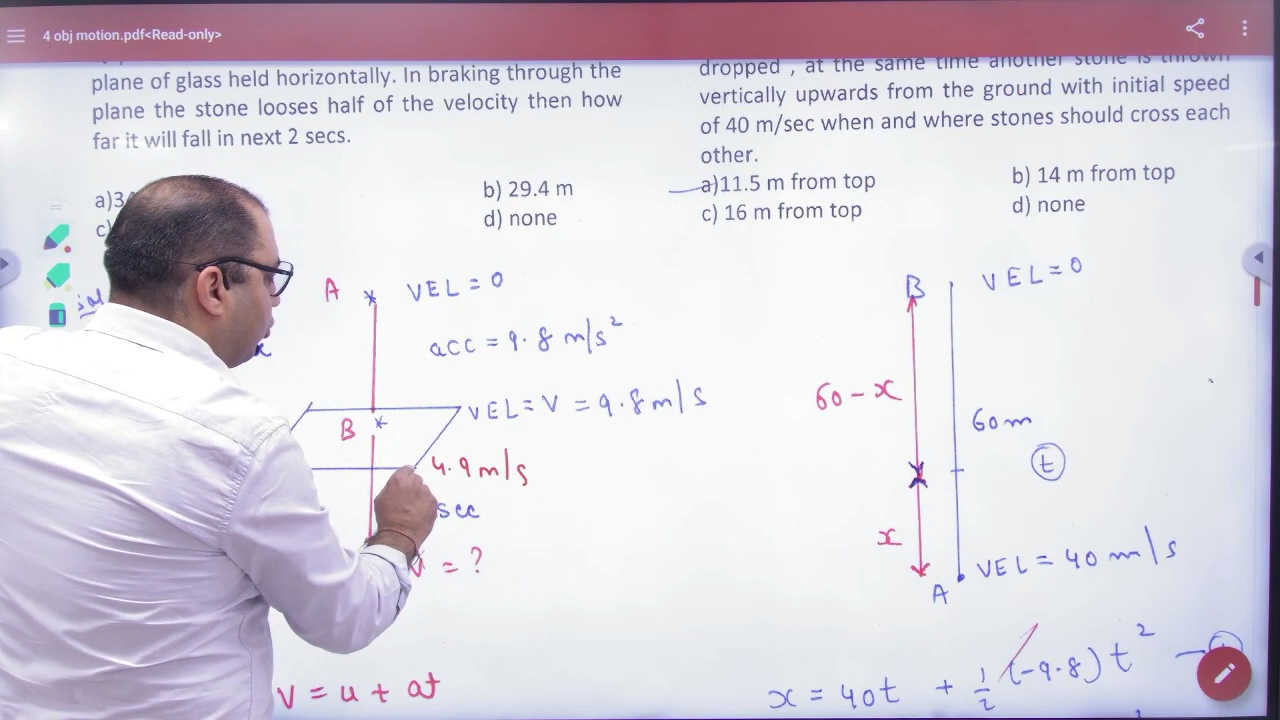 4 obj motion.pdf<Read-only>
plane of glass held horizontally. In braking through the
plane the stone looses half of the velocity then how
far it will fall in next 2 secs.
b) 29.4 m
d) none
dropped , at the same time another stone is thrown
vertically upwards from the ground with initial speed
of 40 m/sec when and where stones should cross each
other.
a)11.5 m from top
b) 14 m from top
c) 16 m from top
d) none
A VEL = 0
acc = 9.8 m/s²
VEL = V = 9.8 m/s
B
4.9 m/s
sec
V = ?
V = u + at
B VEL = 0
60 - x
60m
t
x
VEL = 40 m/s
A
x = 40t + 1/2 (-9.8) t²